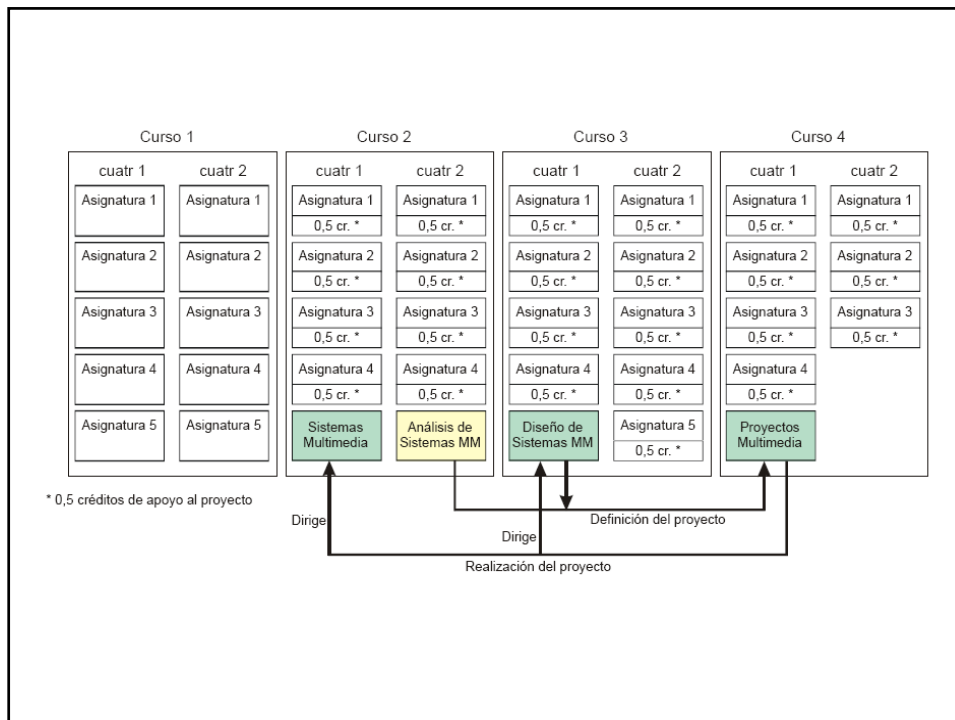 Curso 1
cuatr 1
Asignatura 1
Asignatura 2
Asignatura 3
Asignatura 4
Asignatura 5
cuatr 2
Asignatura 1
Asignatura 2
Asignatura 3
Asignatura 4
Asignatura 5
Curso 2
cuatr 1
Asignatura 1
0,5 cr. *
Asignatura 2
0,5 cr. *
Asignatura 3
0,5 cr. *
Asignatura 4
0,5 cr. *
Sistemas
Multimedia
cuatr 2
Asignatura 1
0,5 cr. *
Asignatura 2
0,5 cr. *
Asignatura 3
0,5 cr. *
Asignatura 4
0,5 cr. *
Análisis de
Sistemas MM
Curso 3
cuatr 1
Asignatura 1
0,5 cr. *
Asignatura 2
0,5 cr. *
Asignatura 3
0,5 cr. *
Asignatura 4
0,5 cr. *
Diseño de
Sistemas MM
cuatr 2
Asignatura 1
0,5 cr. *
Asignatura 2
0,5 cr. *
Asignatura 3
0,5 cr. *
Asignatura 4
0,5 cr. *
Asignatura 5
0,5 cr. *
Curso 4
cuatr 1
Asignatura 1
0,5 cr. *
Asignatura 2
0,5 cr. *
Asignatura 3
0,5 cr. *
Asignatura 4
0,5 cr. *
Proyectos
Multimedia
cuatr 2
Asignatura 1
0,5 cr. *
Asignatura 2
0,5 cr. *
Asignatura 3
0,5 cr. *
* 0,5 créditos de apoyo al proyecto
Dirige
Definición del proyecto
Dirige
Realización del proyecto